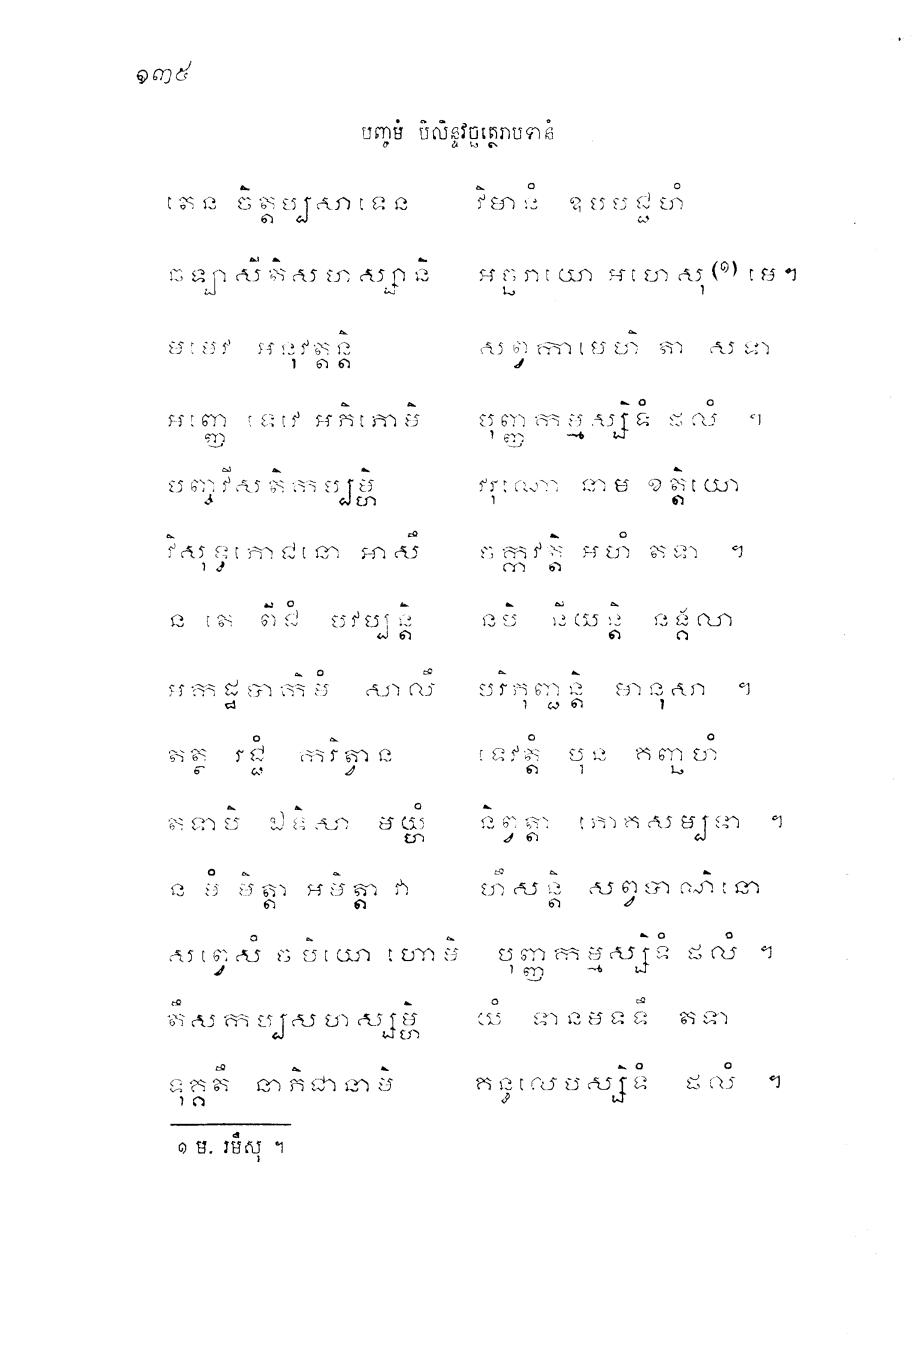 ១៣៥
បញ្ចមំ បិលិន្ទវច្ឆត្ថេរាបទានំ
តេន ចិត្តប្បសាទេន វិមានំ ឧបបជ្ជហំ
ចឡ្បាសីតិសហស្សានិ អច្ឆរាយោ អហេសុ(១) មេ។
មមេវ អនុវត្តន្តិ សព្វកាមេហិ តា សទា
អញ្ញេ ទេវេ អភិភោមិ បុញ្ញកម្មស្សិទំ ផលំ ។
បញ្ចវីសតិកប្បម្ហិ វរុណោ នាម ខត្តិយោ
វិសុទ្ធភោជនោ អាសឹ ចក្កវត្តិ អហំ តទា ។
ន តេ ពីជំ បវប្បន្តិ នបិ នីយន្តិ នង្គលា
អកដ្ឋបាកិមំ សាលឹ បរិភុញ្ជន្តិ មានុសា ។
តត្ថ រជ្ជំ ករិត្វាន ទេវត្តំ បុន គញ្ឆហំ
តទាបិ ឯទិសា មយ្ហំ និព្វត្តា ភោគសម្បទា ។
ន មំ មិត្តា អមិត្តា វា ហឹសន្តិ សព្វបាណិនោ
សព្វេសំ ច បិយោ ហោមិ បុញ្ញកម្មស្សិទំ ផលំ ។
តឹសកប្បសហស្សម្ហិ យំ ទានមទទឹ តទា
ទុគ្គតឹ នាភិជានាមិ គន្ធលេបស្សិទំ ផលំ ។
១ ម. រមឹសុ ។